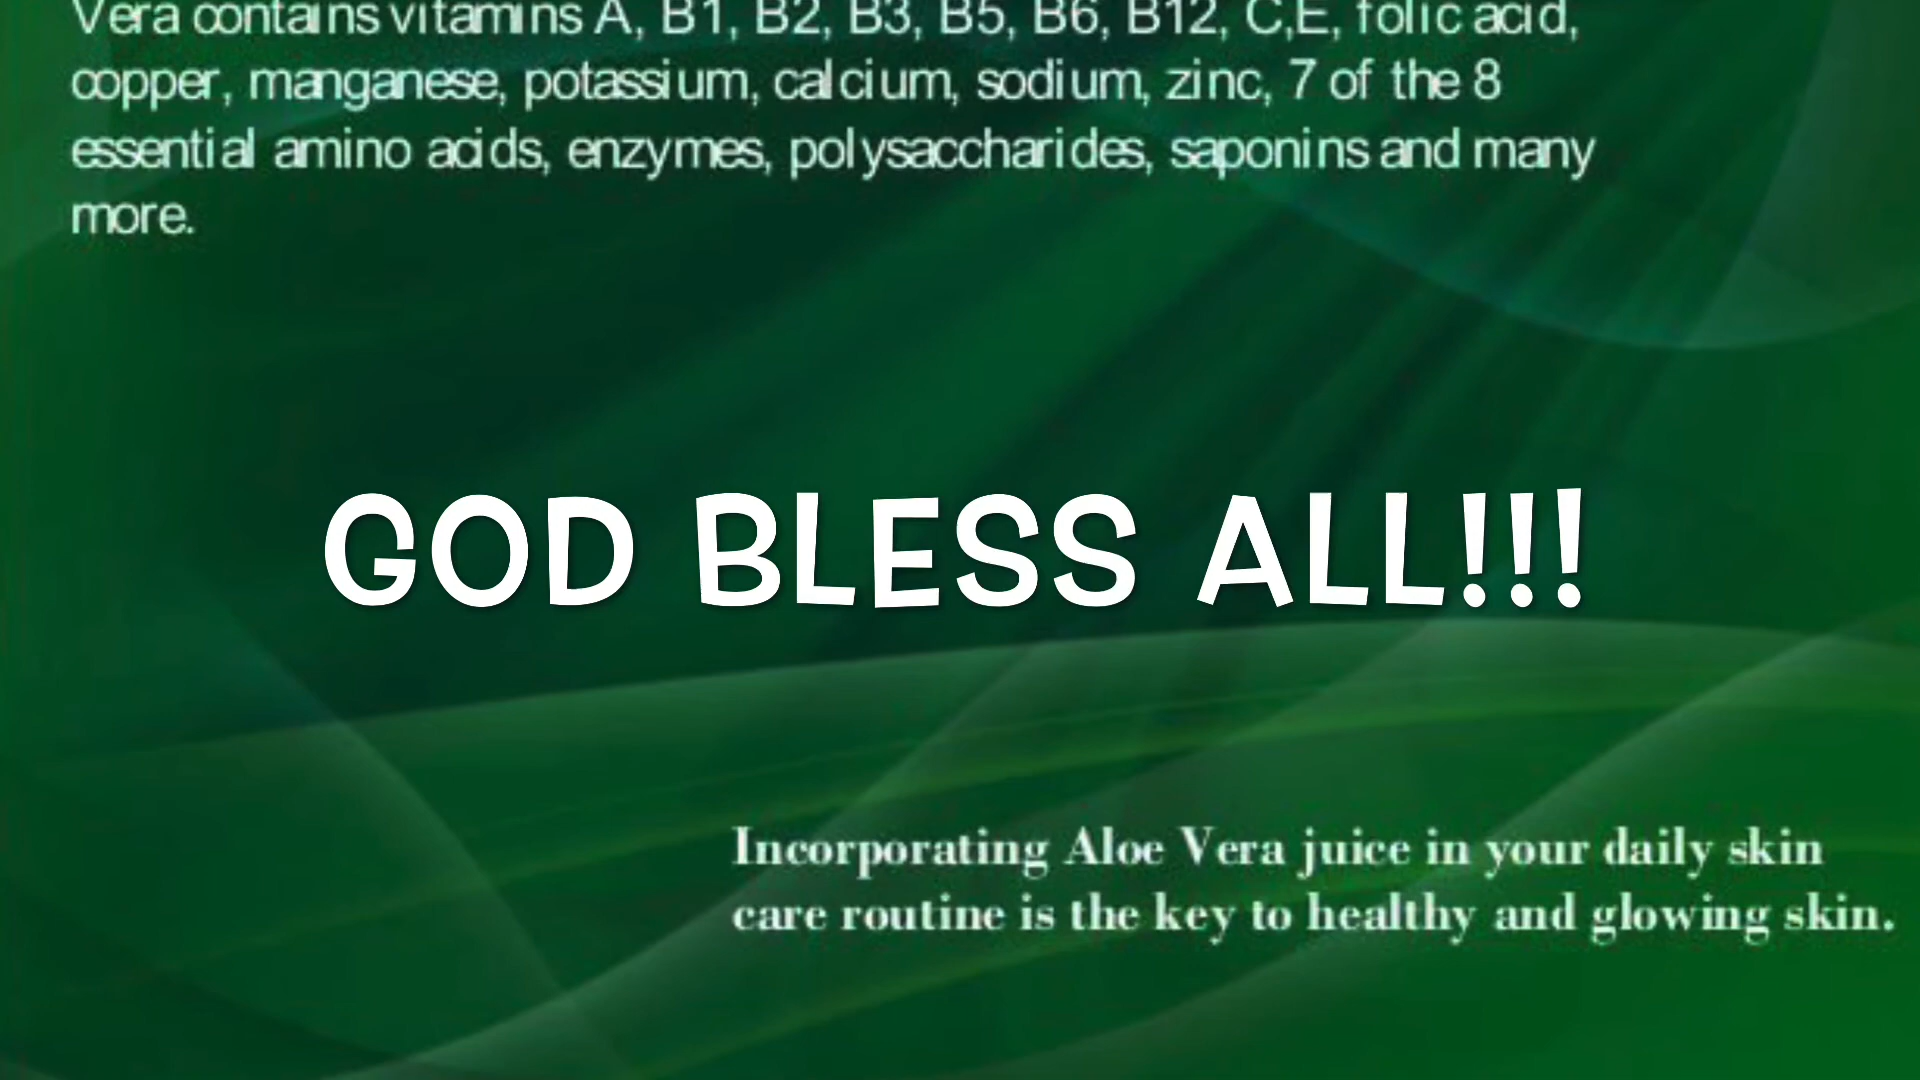 Vera contains vitamins A, B1, B2, B3, B5, B6, B12, C,E, folic acid,
copper, manganese, potassium, calcium, sodium, zinc, 7 of the 8
essential amino acids, enzymes, polysaccharides, saponins and many
more.
GOD BLESS ALL!!!
Incorporating Aloe Vera juice in your daily skin
care routine is the key to healthy and glowing skin.